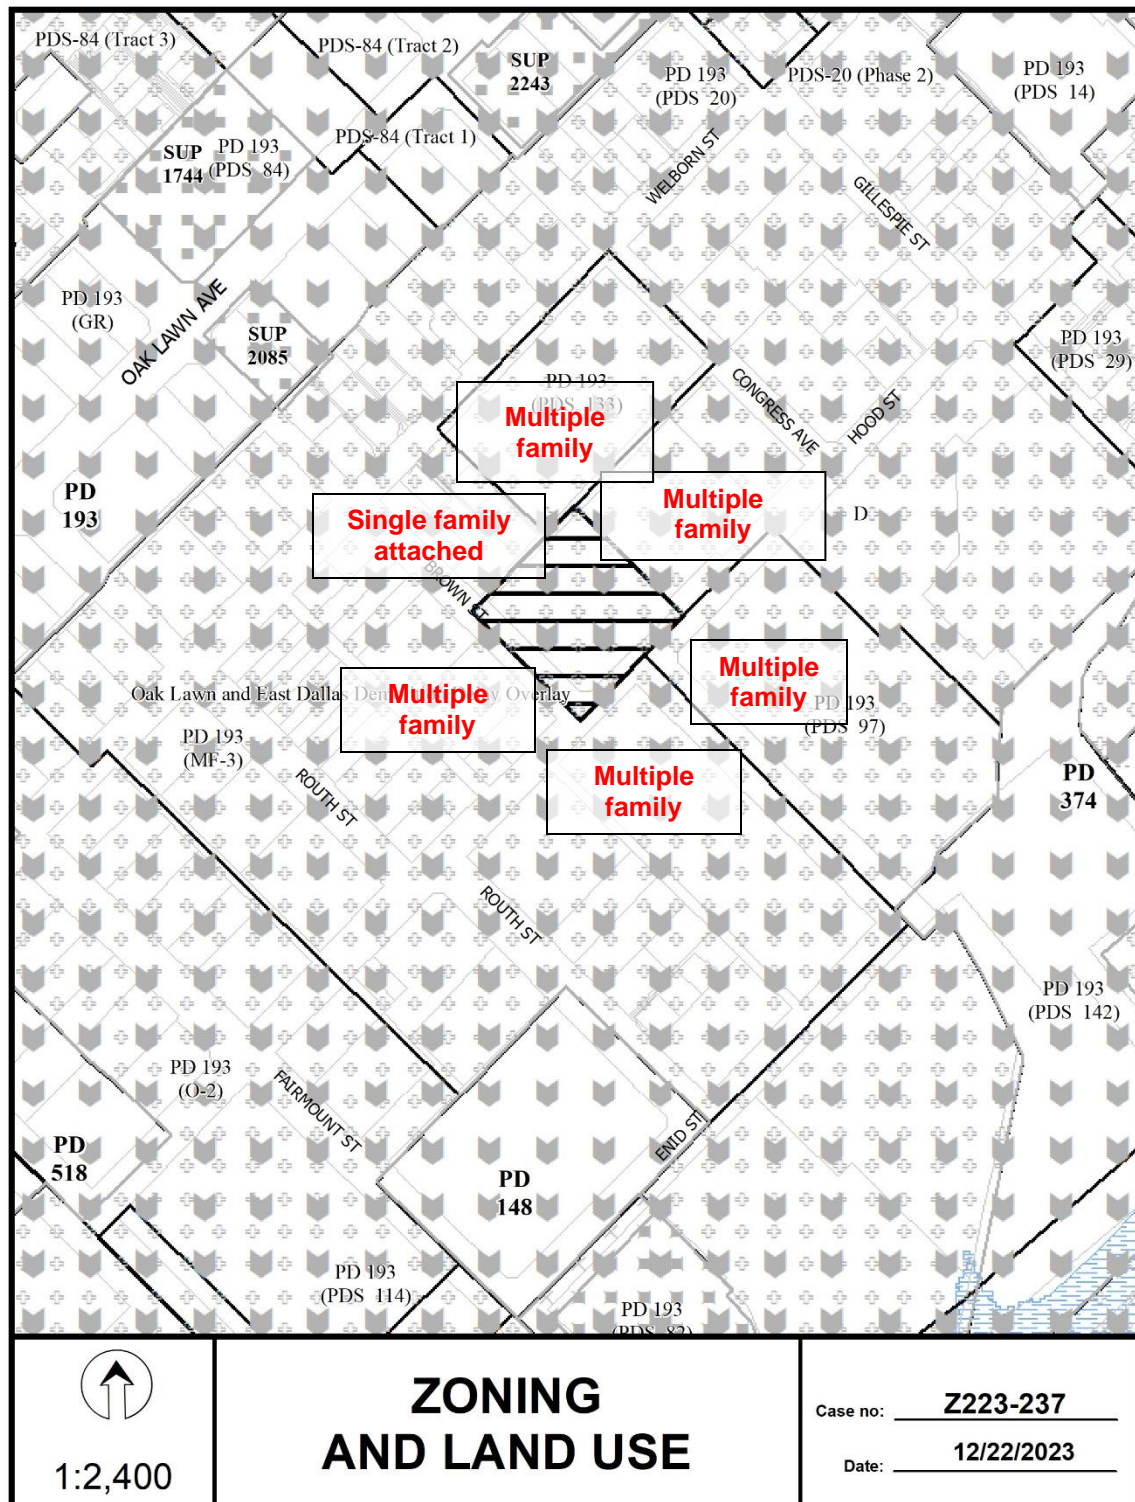 PDS-84 (Tract 3)
PDS-84 (Tract 2)
SUP
2243
PD 193
(PDS 20)
PDS-20 (Phase 2)
PD 193
(PDS 14)
PDS-84 (Tract 1)
SUP
1744
PD 193
(PDS 84)
WELBORN ST
GILLESPIE ST
PD 193
(GR)
OAK LAWN AVE
SUP
2085
PD 193
(PDS 29)
PD 193
(PDS 133)
Multiple
family
CONGRESS AVE
HOOD ST
PD
193
Single family
attached
Multiple
family
D
BROWN ST
Oak Lawn and East Dallas Overlay
Multiple
family
Multiple
family
PD 193
(PDS 97)
PD 193
(MF-3)
Multiple
family
PD
374
ROUTH ST
ROUTH ST
PD 193
(PDS 142)
PD 193
(O-2)
FAIRMOUNT ST
ENID ST
PD
518
PD
148
PD 193
(PDS 114)
PD 193
(PDS 82)
1:2,400
ZONING
AND LAND USE
Case no: Z223-237
Date: 12/22/2023